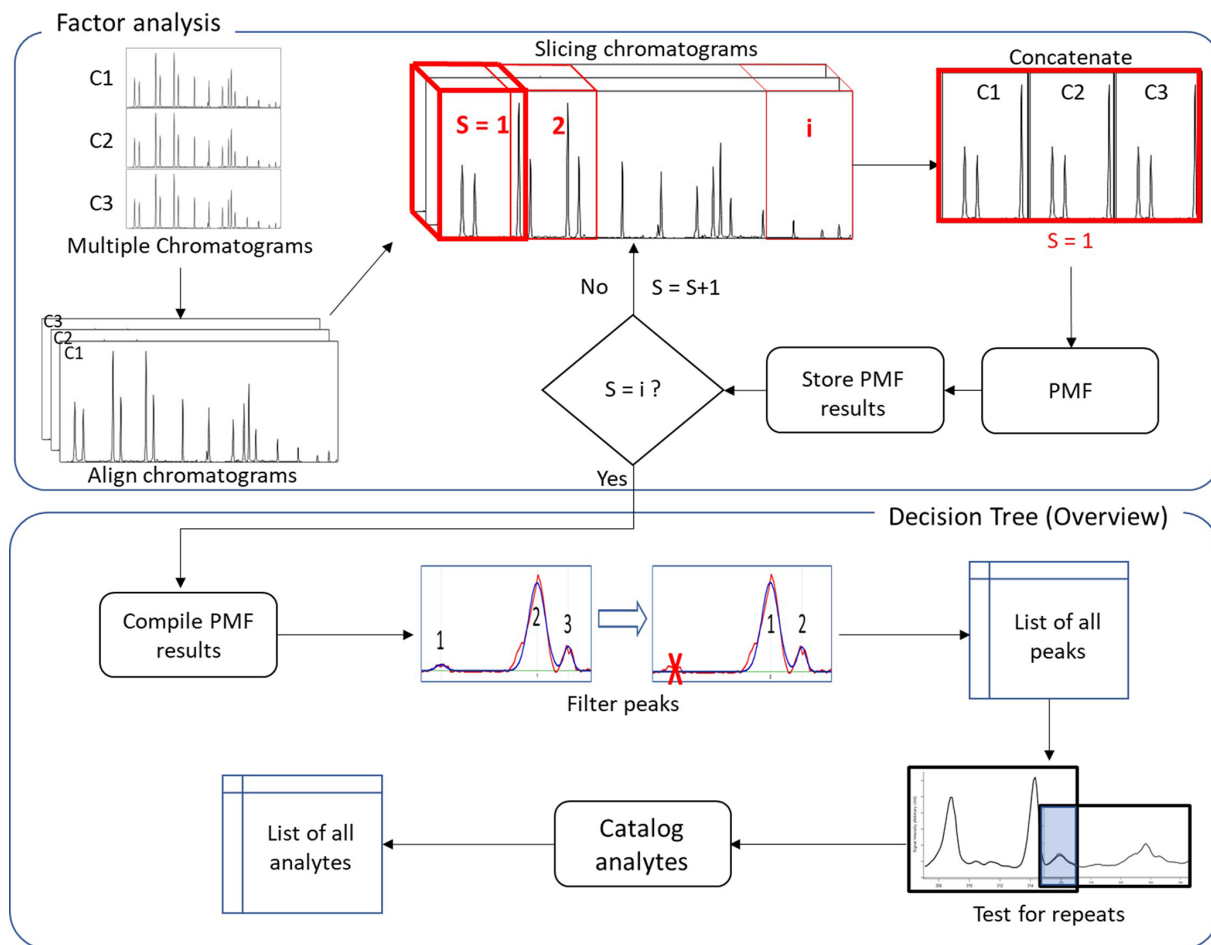 Factor analysis
C1
C2
C3
Multiple Chromatograms
C3
C2
C1
Align chromatograms
Slicing chromatograms
S = 1
2
i
Concatenate
C1
C2
C3
S = 1
PMF
Store PMF
results
S = i ?
No
S = S+1
Yes
Decision Tree (Overview)
Compile PMF
results
1
2
3
1
2
Filter peaks
List of all
peaks
Test for repeats
Catalog
analytes
List of all
analytes